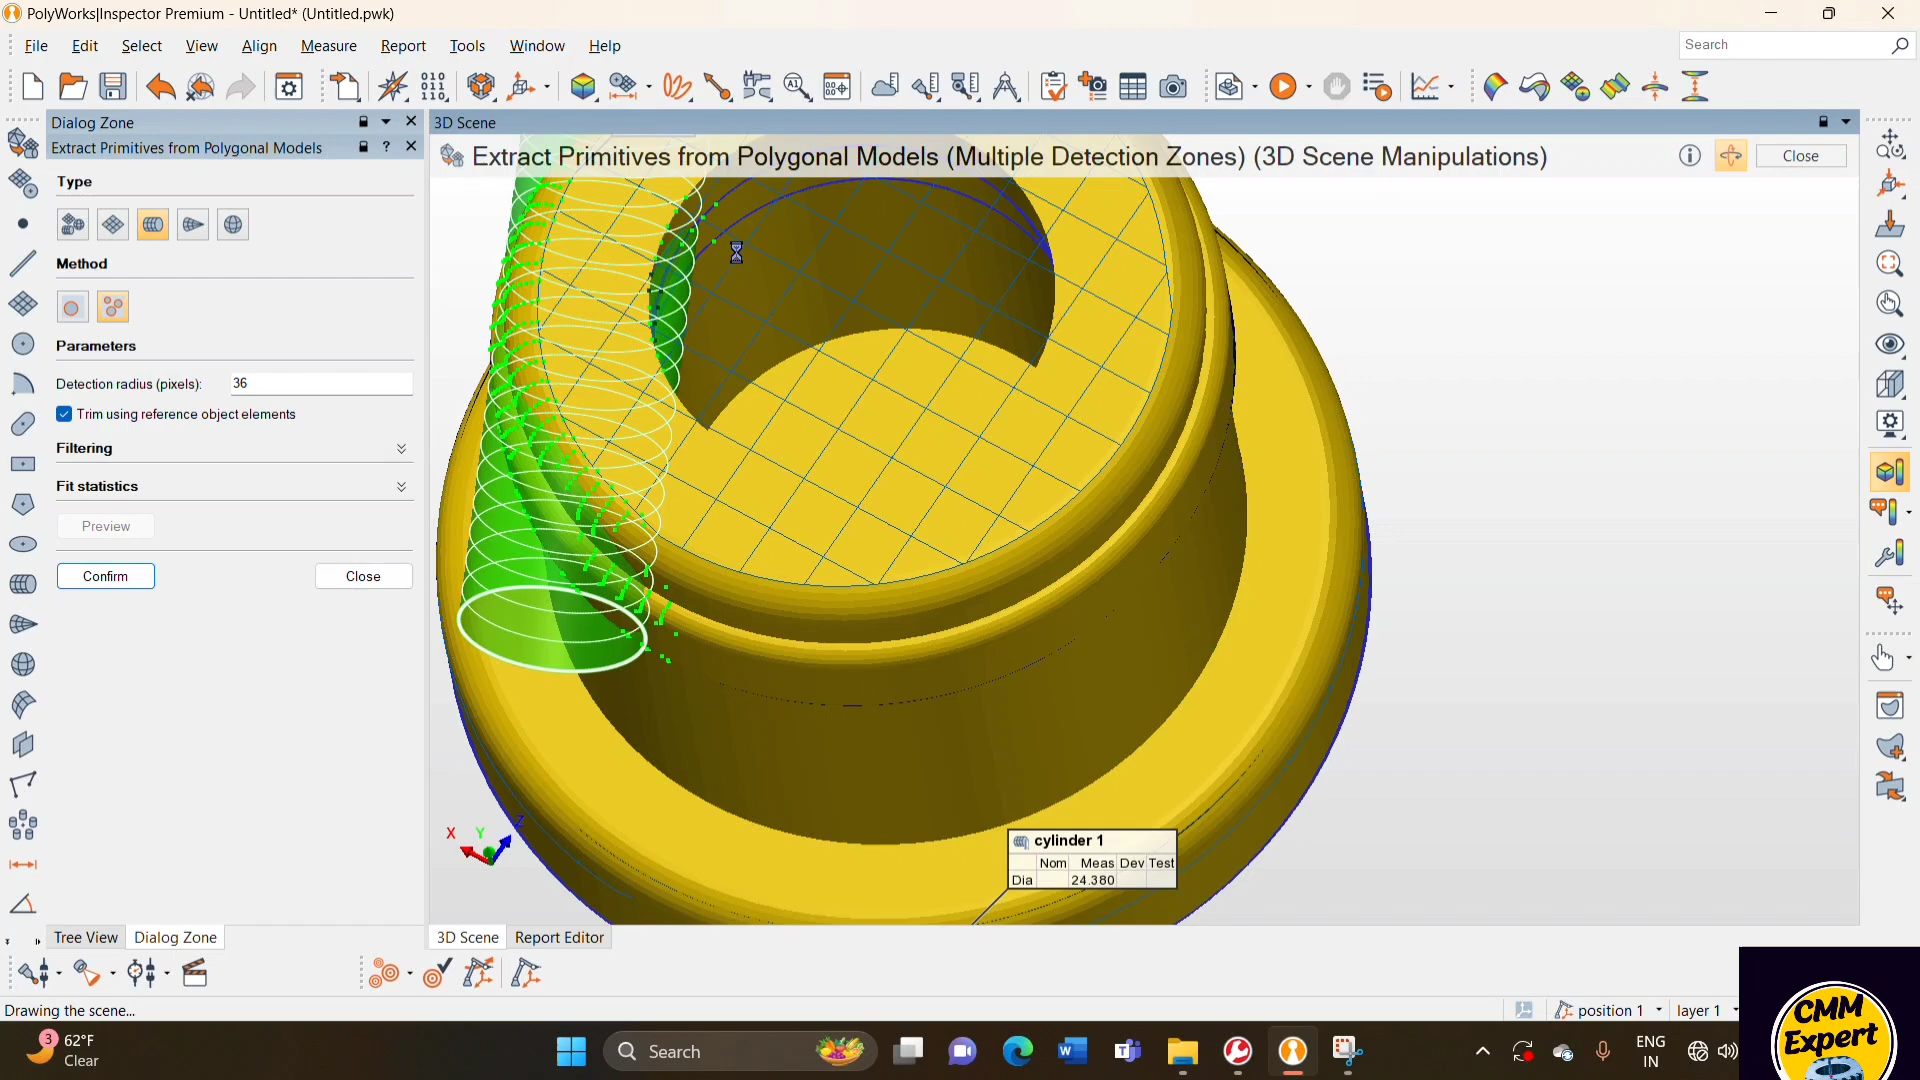 PolyWorks|Inspector Premium - Untitled* (Untitled.pwk)
File Edit Select View Align Measure Report Tools Window Help
Search
Dialog Zone
3D Scene
Extract Primitives from Polygonal Models
Extract Primitives from Polygonal Models (Multiple Detection Zones) (3D Scene Manipulations)
Close
Type
Method
Parameters
Detection radius (pixels): 36
Trim using reference object elements
Filtering
Fit statistics
Preview
Confirm
Close
X Y Z
cylinder 1
Nom Meas Dev Test
Dia 24.380
Tree View Dialog Zone
3D Scene Report Editor
Drawing the scene...
position 1 layer 1
3
62°F
Clear
Search
ENG
IN
CMM
Expert